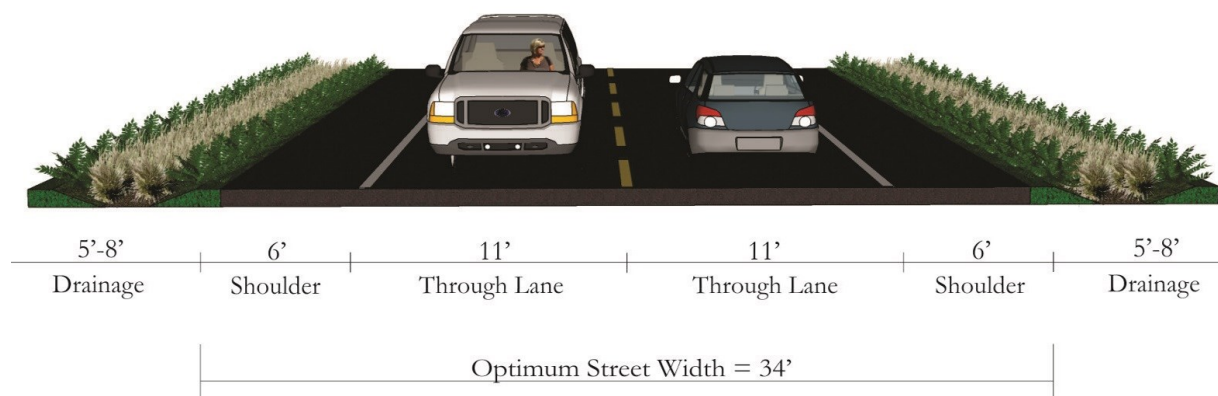 5'-8' 6' 11' 11' 6' 5'-8'
Drainage Shoulder Through Lane Through Lane Shoulder Drainage
Optimum Street Width = 34'